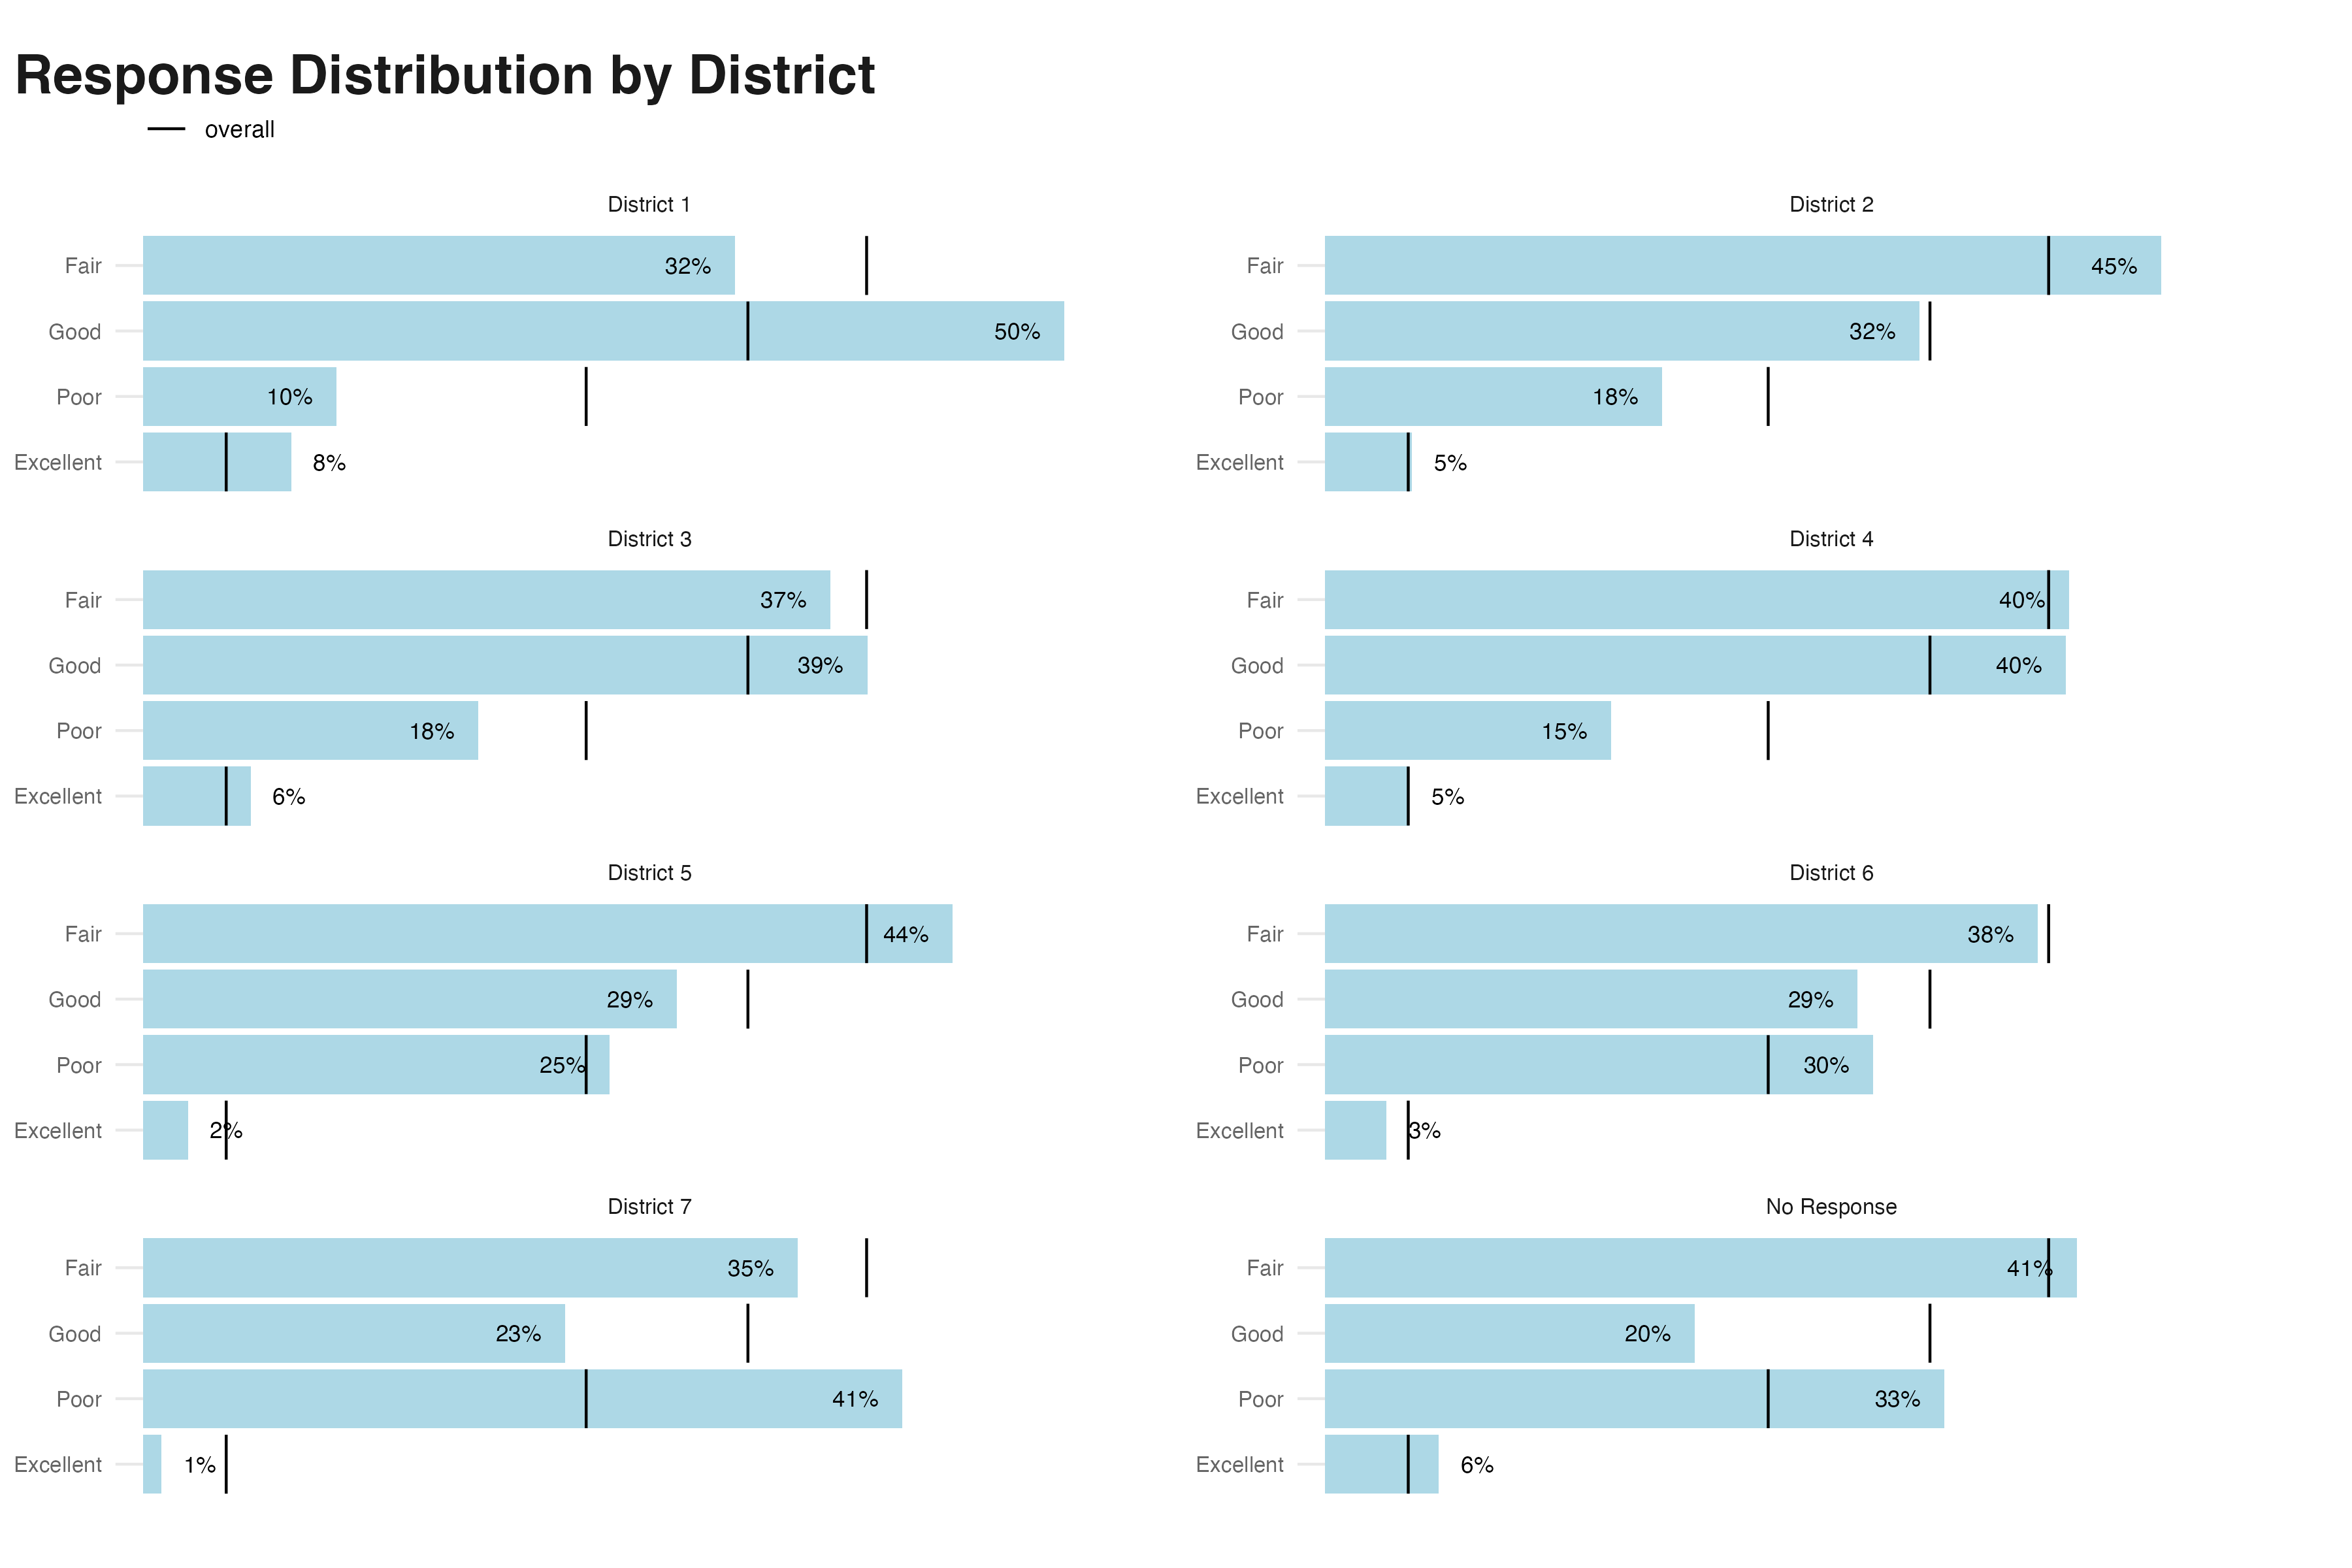 Response Distribution by District
overall
District 1
Fair 32%
Good 50%
Poor 10%
Excellent 8%
District 2
Fair 45%
Good 32%
Poor 18%
Excellent 5%
District 3
Fair 37%
Good 39%
Poor 18%
Excellent 6%
District 4
Fair 40%
Good 40%
Poor 15%
Excellent 5%
District 5
Fair 44%
Good 29%
Poor 25%
Excellent 2%
District 6
Fair 38%
Good 29%
Poor 30%
Excellent 3%
District 7
Fair 35%
Good 23%
Poor 41%
Excellent 1%
No Response
Fair 41%
Good 20%
Poor 33%
Excellent 6%